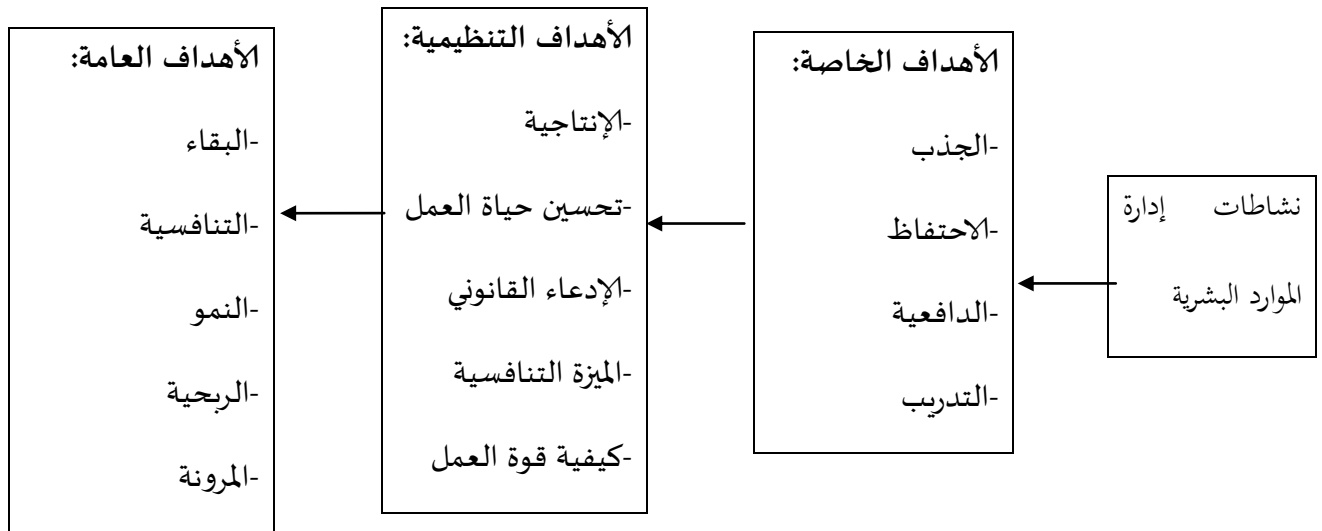 نشاطات إدارة
الموارد البشرية
الأهداف الخاصة:
-الجذب
-الاحتفاظ
-الدافعية
-التدريب
الأهداف التنظيمية:
-الإنتاجية
-تحسين حياة العمل
-الإدعاء القانوني
-الميزة التنافسية
-كيفية قوة العمل
الأهداف العامة:
-البقاء
-التنافسية
-النمو
-الربحية
-المرونة